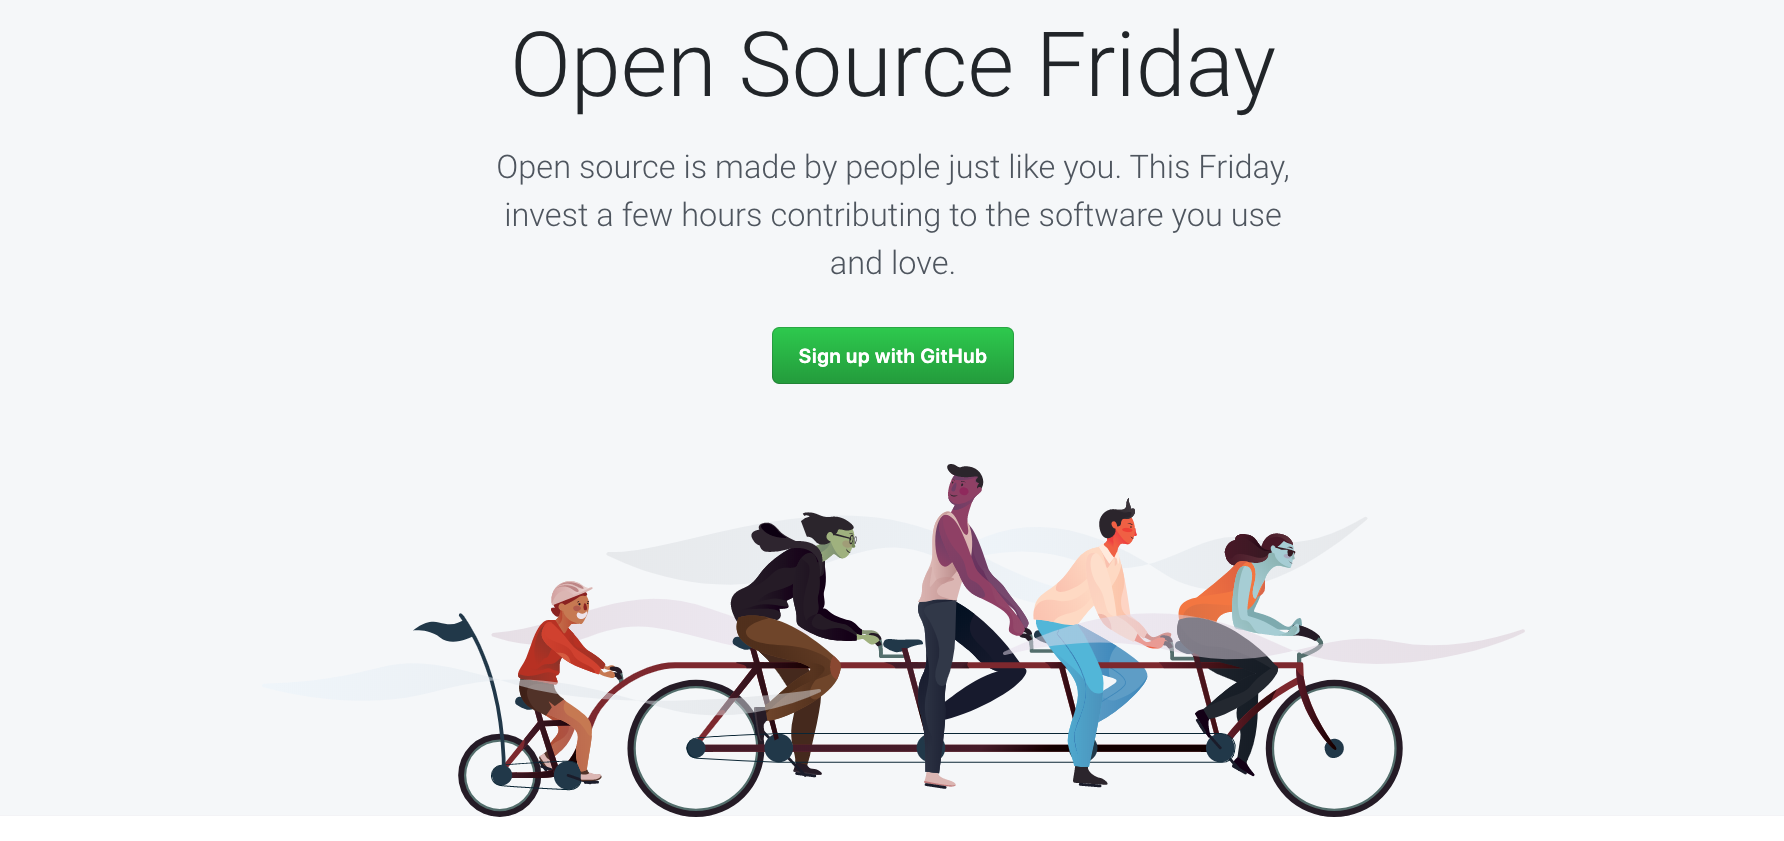 Open Source Friday
Open source is made by people just like you. This Friday,
invest a few hours contributing to the software you use
and love.
Sign up with GitHub